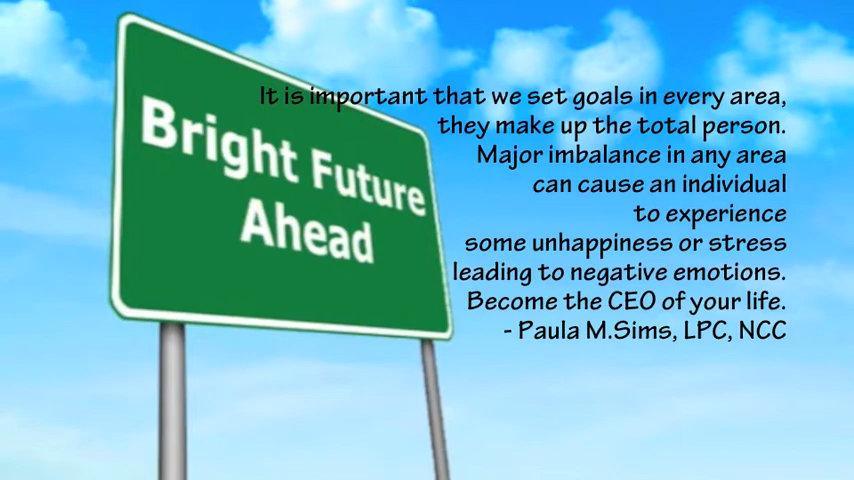 Bright Future
Ahead
It is important that we set goals in every area,
they make up the total person.
Major imbalance in any area
can cause an individual
to experience
some unhappiness or stress
leading to negative emotions.
Become the CEO of your life.
- Paula M.Sims, LPC, NCC